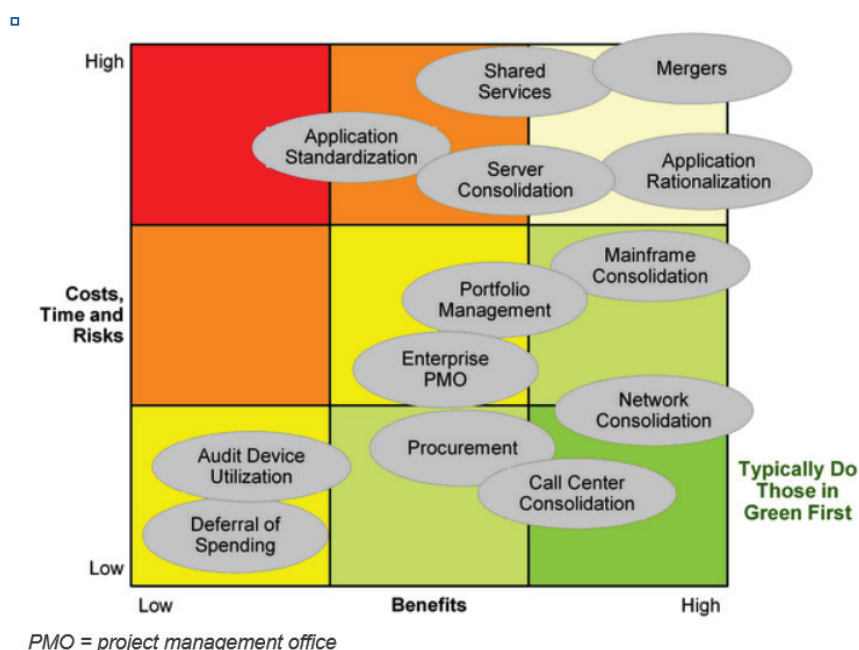 High
Shared
Services
Mergers
Application
Standardization
Server
Consolidation
Application
Rationalization
Mainframe
Consolidation
Costs,
Time and
Risks
Portfolio
Management
Enterprise
PMO
Network
Consolidation
Audit Device
Utilization
Procurement
Call Center
Consolidation
Typically Do
Those in
Green First
Deferral of
Spending
Low
Low
Benefits
High
PMO = project management office